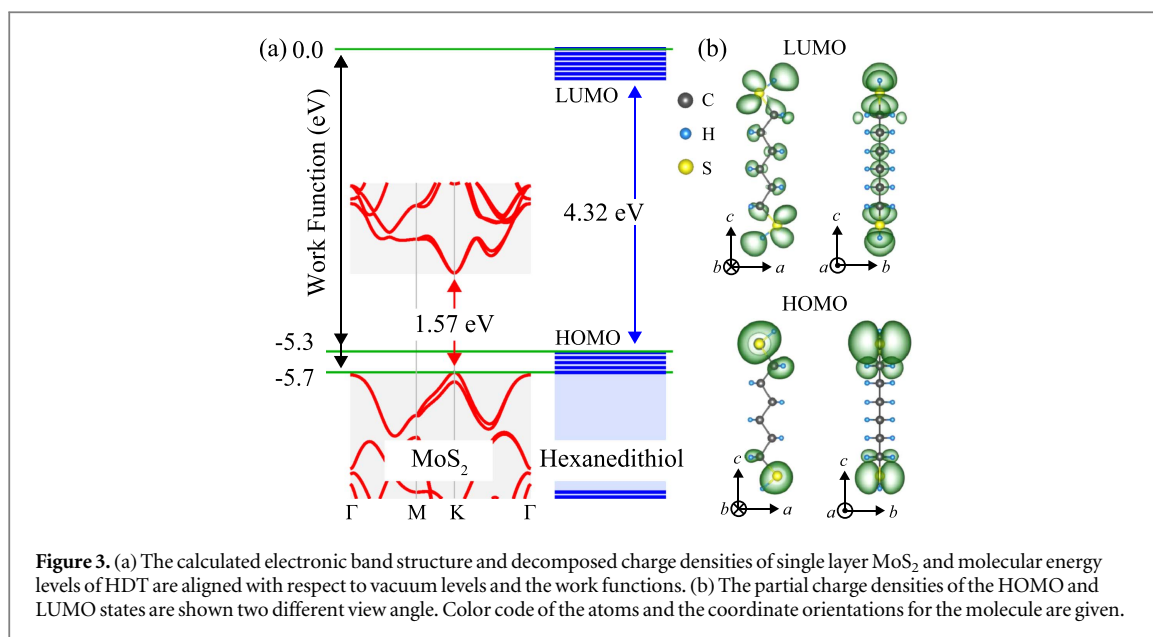 (a) 0.0
Work Function (eV)
LUMO
4.32 eV
1.57 eV
HOMO
-5.3
-5.7
MoS₂
Hexanedithiol
Γ M K Γ
(b)
LUMO
C
H
S
c
b a
c
a b
HOMO
c
b a
c
a b
Figure 3. (a) The calculated electronic band structure and decomposed charge densities of single layer MoS₂ and molecular energy
levels of HDT are aligned with respect to vacuum levels and the work functions. (b) The partial charge densities of the HOMO and
LUMO states are shown two different view angle. Color code of the atoms and the coordinate orientations for the molecule are given.